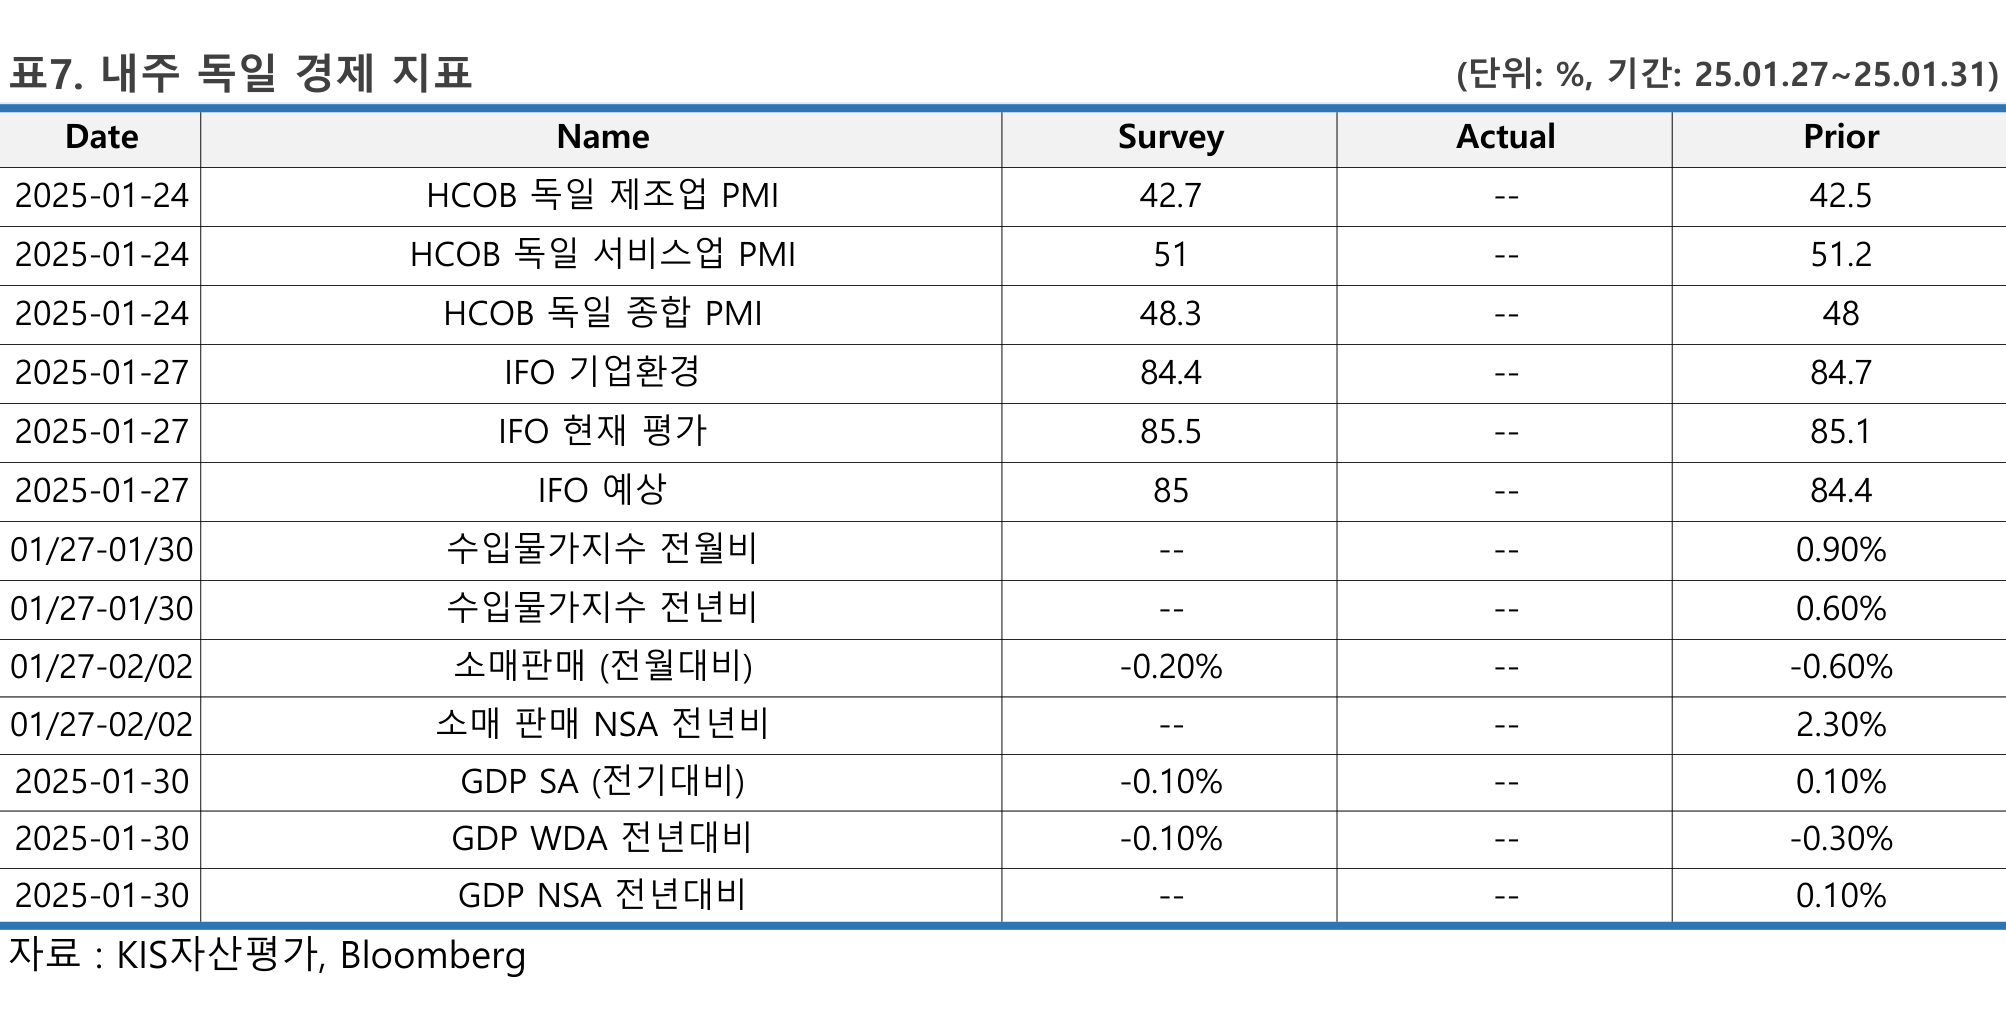 표7. 내주 독일 경제 지표 (단위: %, 기간: 25.01.27~25.01.31)
Date Name Survey Actual Prior
2025-01-24 HCOB 독일 제조업 PMI 42.7 -- 42.5
2025-01-24 HCOB 독일 서비스업 PMI 51 -- 51.2
2025-01-24 HCOB 독일 종합 PMI 48.3 -- 48
2025-01-27 IFO 기업환경 84.4 -- 84.7
2025-01-27 IFO 현재 평가 85.5 -- 85.1
2025-01-27 IFO 예상 85 -- 84.4
01/27-01/30 수입물가지수 전월비 -- -- 0.90%
01/27-01/30 수입물가지수 전년비 -- -- 0.60%
01/27-02/02 소매판매 (전월대비) -0.20% -- -0.60%
01/27-02/02 소매 판매 NSA 전년비 -- -- 2.30%
2025-01-30 GDP SA (전기대비) -0.10% -- 0.10%
2025-01-30 GDP WDA 전년대비 -0.10% -- -0.30%
2025-01-30 GDP NSA 전년대비 -- -- 0.10%
자료 : KIS자산평가, Bloomberg